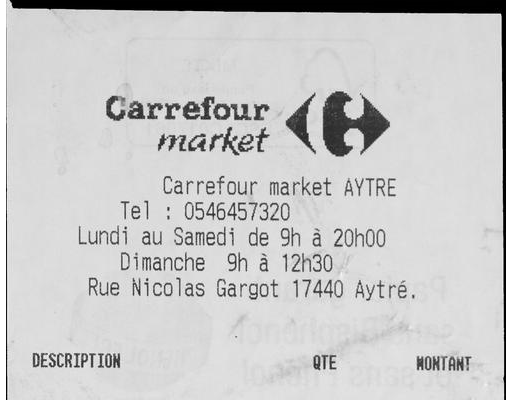 Carrefour
market
Carrefour market AYTRE
Tel : 0546457320
Lundi au Samedi de 9h à 20h00
Dimanche 9h à 12h30
Rue Nicolas Gargot 17440 Aytré.
DESCRIPTION QTE MONTANT